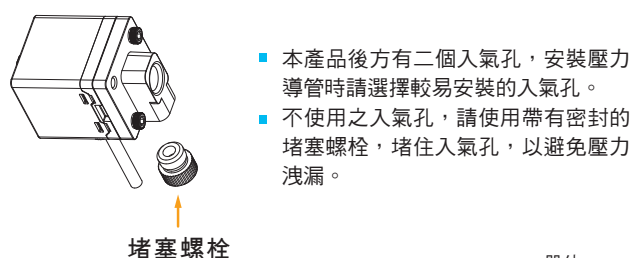 本產品後方有二個入氣孔，安裝壓力
導管時請選擇較易安裝的入氣孔。
不使用之入氣孔，請使用帶有密封的
堵塞螺栓，堵住入氣孔，以避免壓力
洩漏。
堵塞螺栓